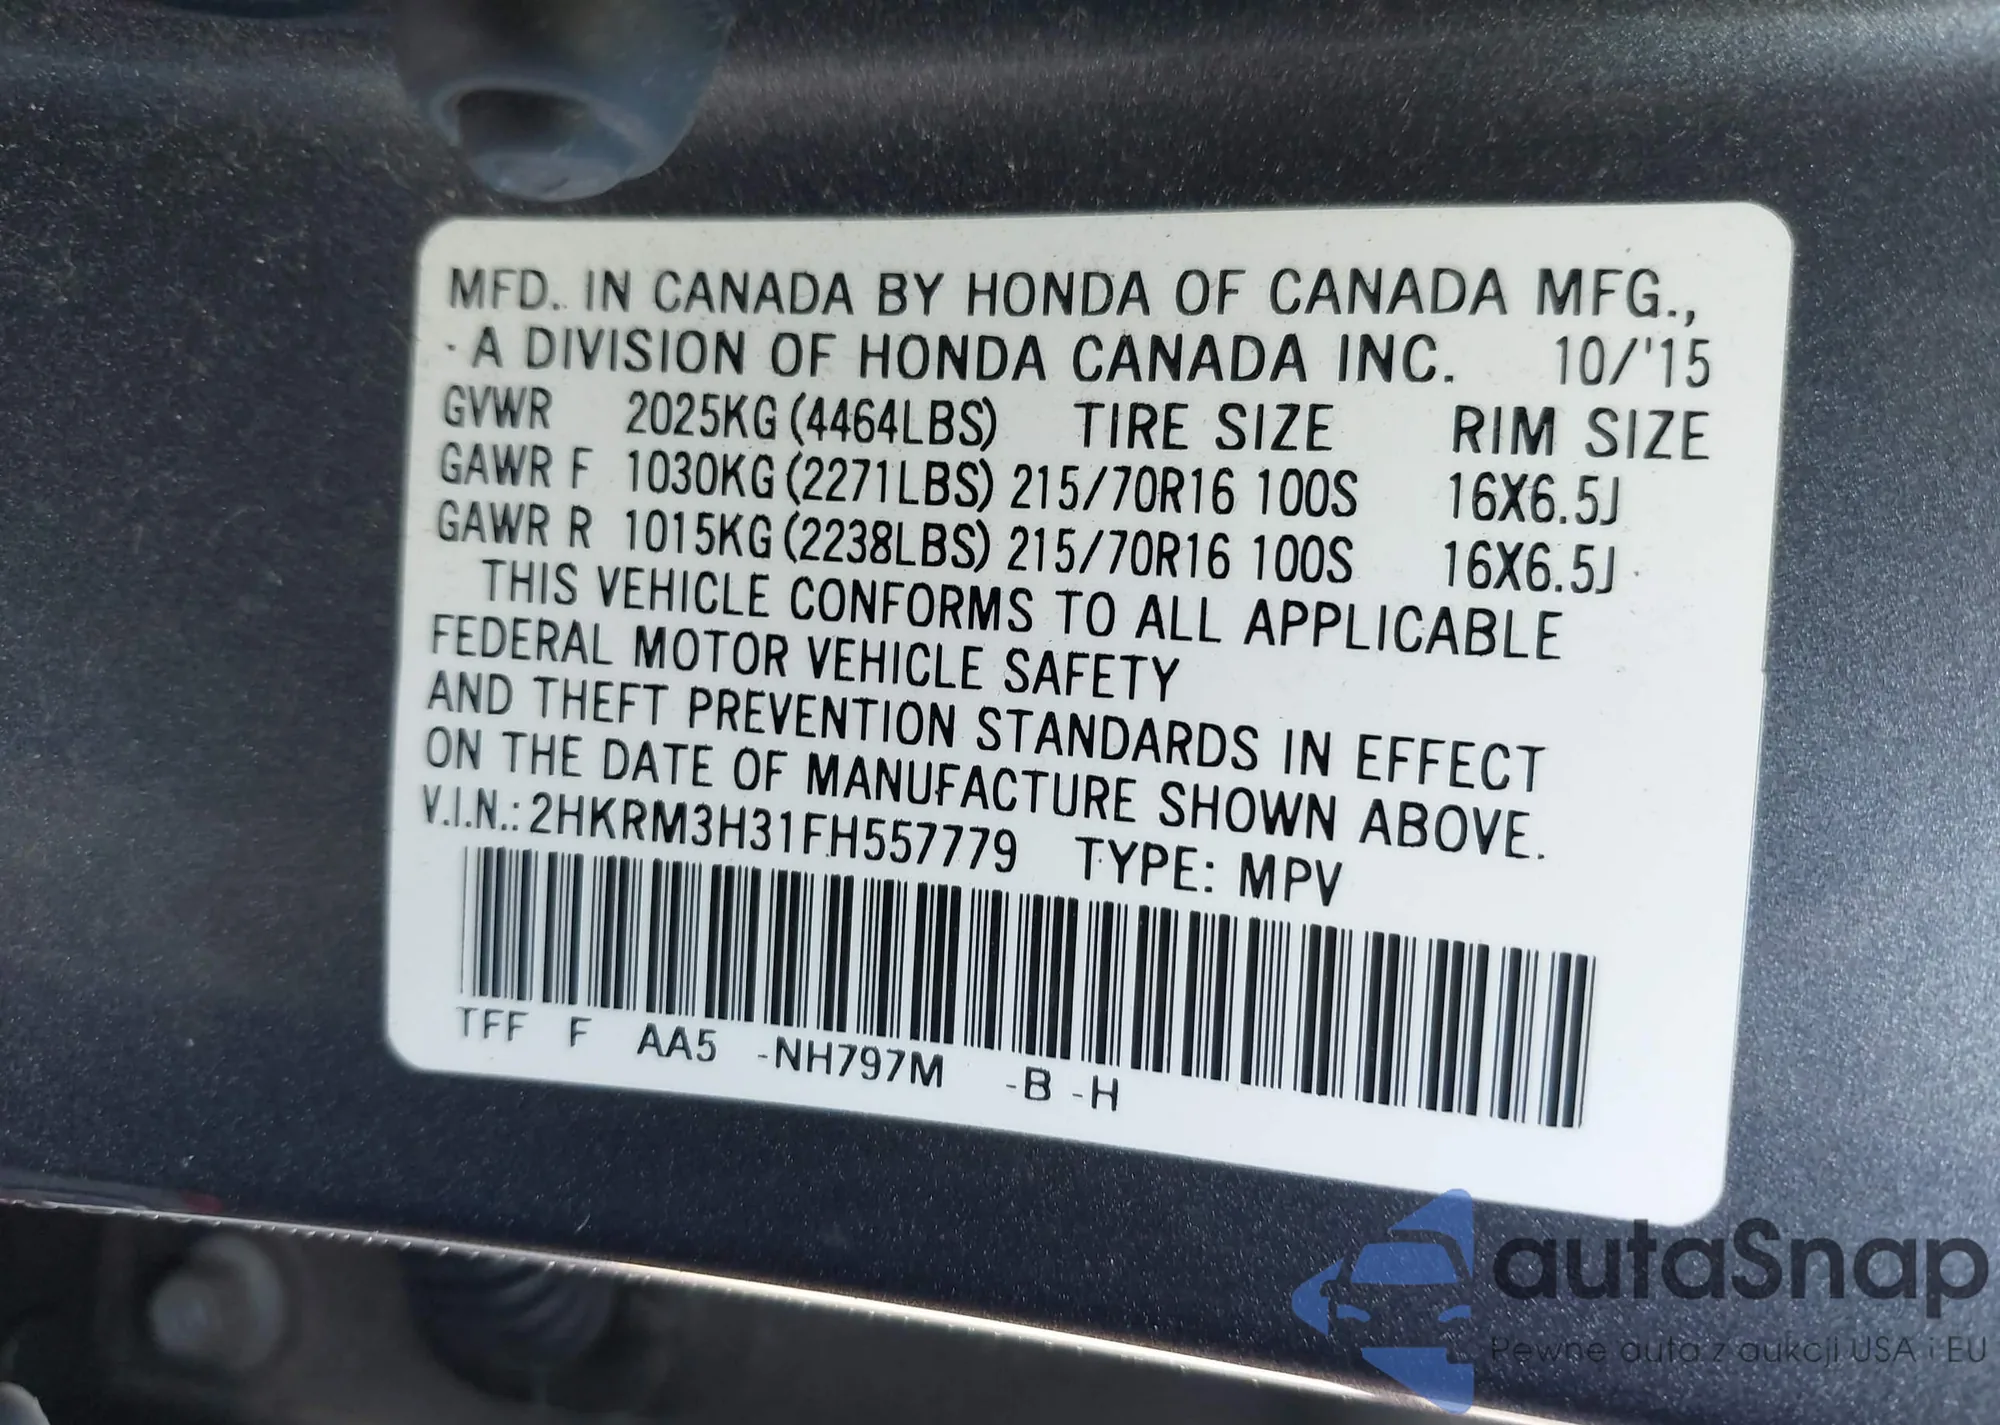 MFD. IN CANADA BY HONDA OF CANADA MFG.,
A DIVISION OF HONDA CANADA INC. 10/'15
GVWR 2025KG (4464LBS) TIRE SIZE RIM SIZE
GAWR F 1030KG (2271LBS) 215/70R16 100S 16X6.5J
GAWR R 1015KG (2238LBS) 215/70R16 100S 16X6.5J
THIS VEHICLE CONFORMS TO ALL APPLICABLE
FEDERAL MOTOR VEHICLE SAFETY
AND THEFT PREVENTION STANDARDS IN EFFECT
ON THE DATE OF MANUFACTURE SHOWN ABOVE.
V.I.N.: 2HKRM3H31FH557779 TYPE: MPV
TFF F AA5 -NH797M -B -H
autaSnap
Pewne auta z aukcji USA i EU